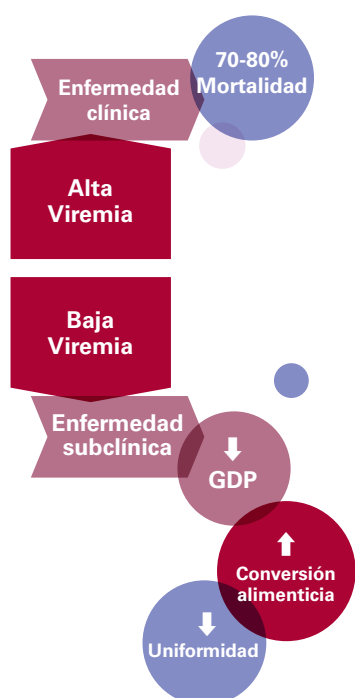 70-80%
Mortalidad
Enfermedad
clínica
Alta
Viremia
Baja
Viremia
Enfermedad
subclínica
GDP
Conversión
alimenticia
Uniformidad